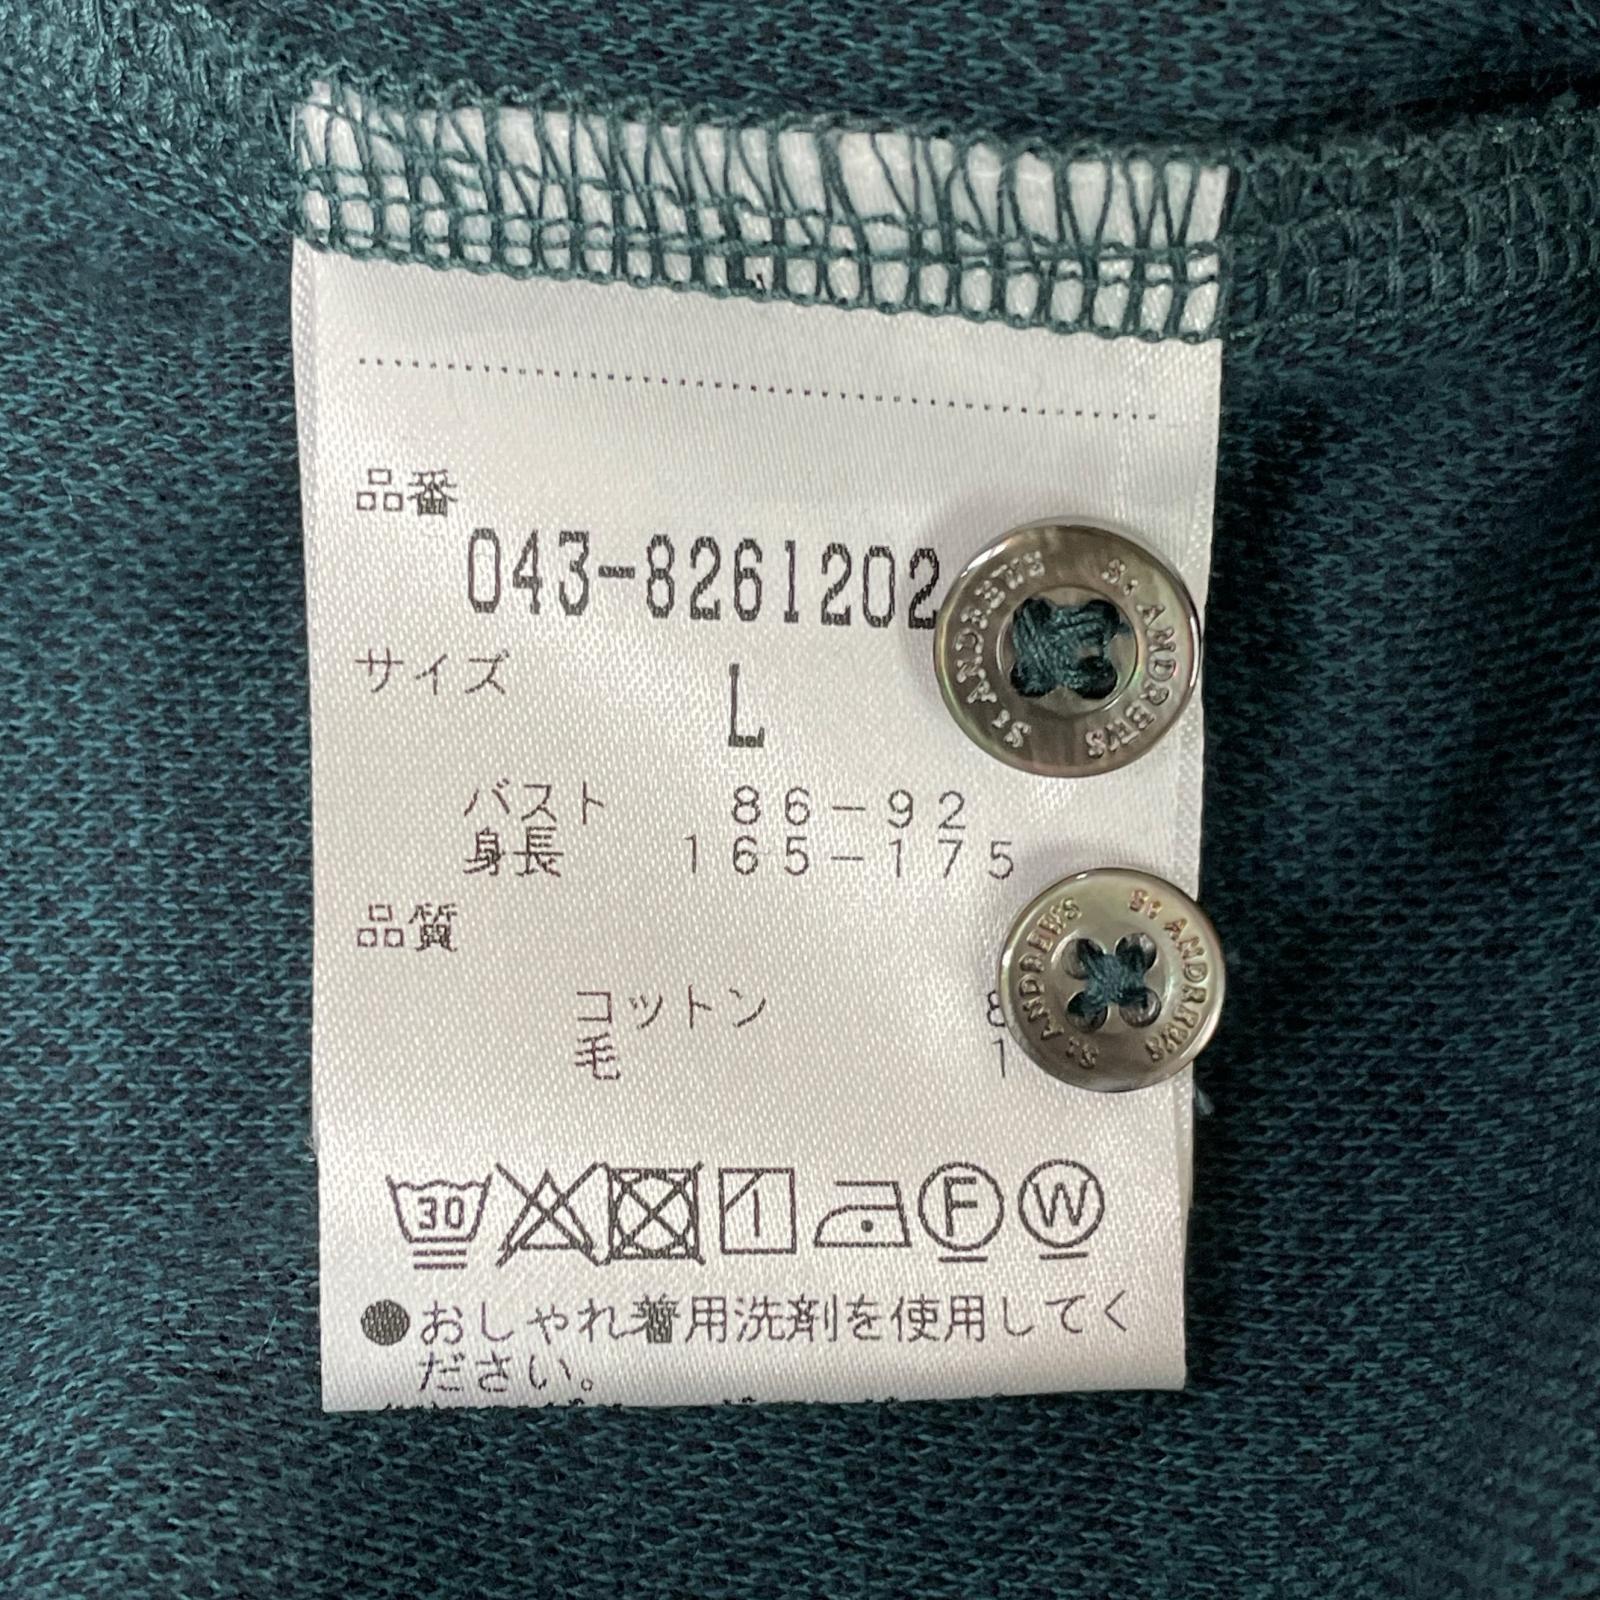 品番
043-8261202
サイズ
L
バスト 86-92
身長 165-175
品質
コットン 8
毛 1
30
F W
●おしゃれ着用洗剤を使用してく
ださい。
St ANDREWS St ANDREWS
St ANDREWS St ANDREWS